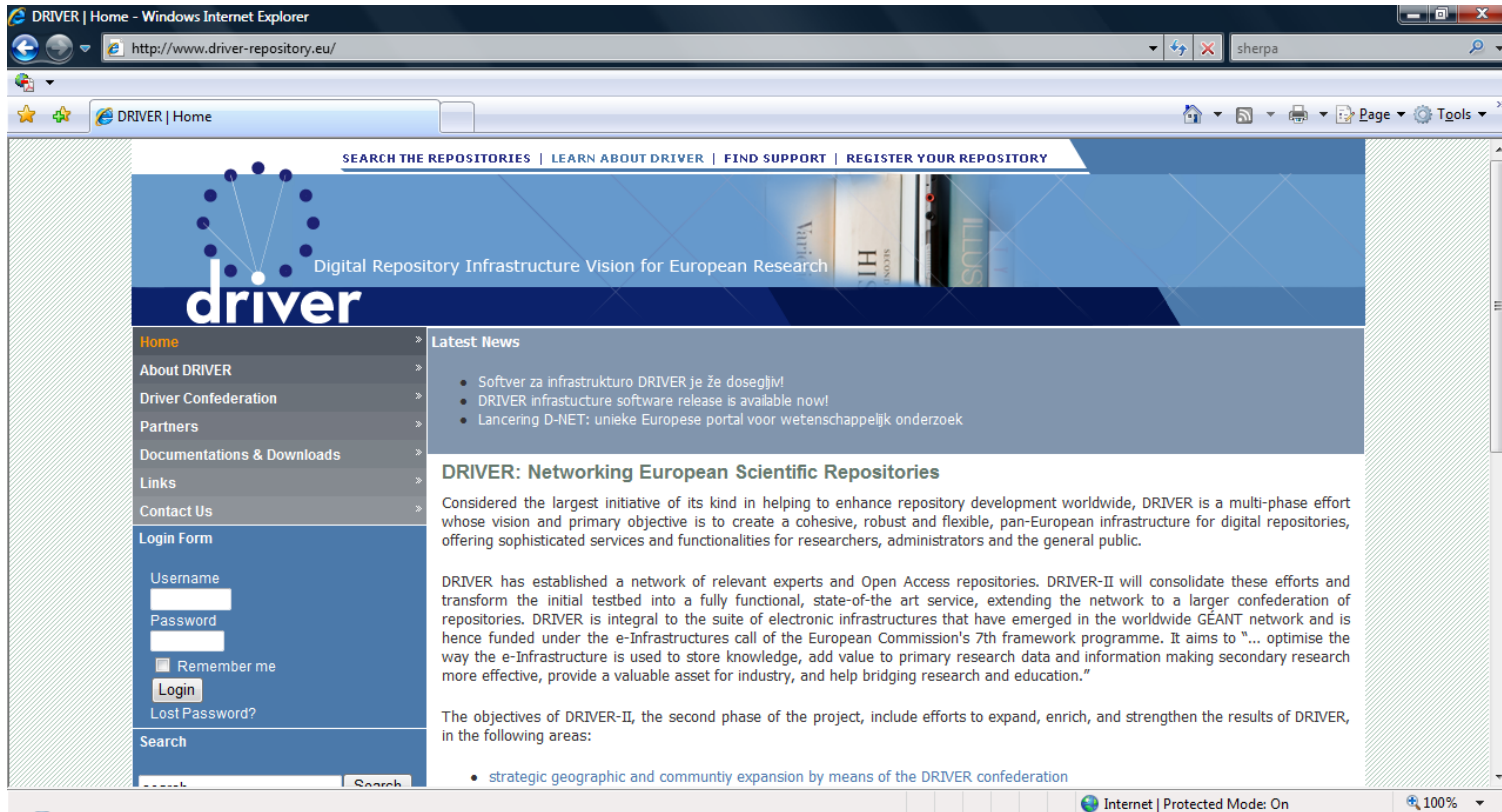 DRIVER | Home - Windows Internet Explorer
http://www.driver-repository.eu/
sherpa
DRIVER | Home
Page
Tools
SEARCH THE REPOSITORIES | LEARN ABOUT DRIVER | FIND SUPPORT | REGISTER YOUR REPOSITORY
Digital Repository Infrastructure Vision for European Research
driver
Home
About DRIVER
Driver Confederation
Partners
Documentations & Downloads
Links
Contact Us
Login Form
Username
Password
Remember me
Login
Lost Password?
Search
Search
Latest News
Softver za infrastrukturo DRIVER je že dosegljiv!
DRIVER infrastucture software release is available now!
Lancering D-NET: unieke Europese portal voor wetenschappelijk onderzoek
DRIVER: Networking European Scientific Repositories
Considered the largest initiative of its kind in helping to enhance repository development worldwide, DRIVER is a multi-phase effort
whose vision and primary objective is to create a cohesive, robust and flexible, pan-European infrastructure for digital repositories,
offering sophisticated services and functionalities for researchers, administrators and the general public.
DRIVER has established a network of relevant experts and Open Access repositories. DRIVER-II will consolidate these efforts and
transform the initial testbed into a fully functional, state-of-the art service, extending the network to a larger confederation of
repositories. DRIVER is integral to the suite of electronic infrastructures that have emerged in the worldwide GÉANT network and is
hence funded under the e-Infrastructures call of the European Commission's 7th framework programme. It aims to “... optimise the
way the e-Infrastructure is used to store knowledge, add value to primary research data and information making secondary research
more effective, provide a valuable asset for industry, and help bridging research and education.”
The objectives of DRIVER-II, the second phase of the project, include efforts to expand, enrich, and strengthen the results of DRIVER,
in the following areas:
strategic geographic and communtiy expansion by means of the DRIVER confederation
Internet | Protected Mode: On
100%